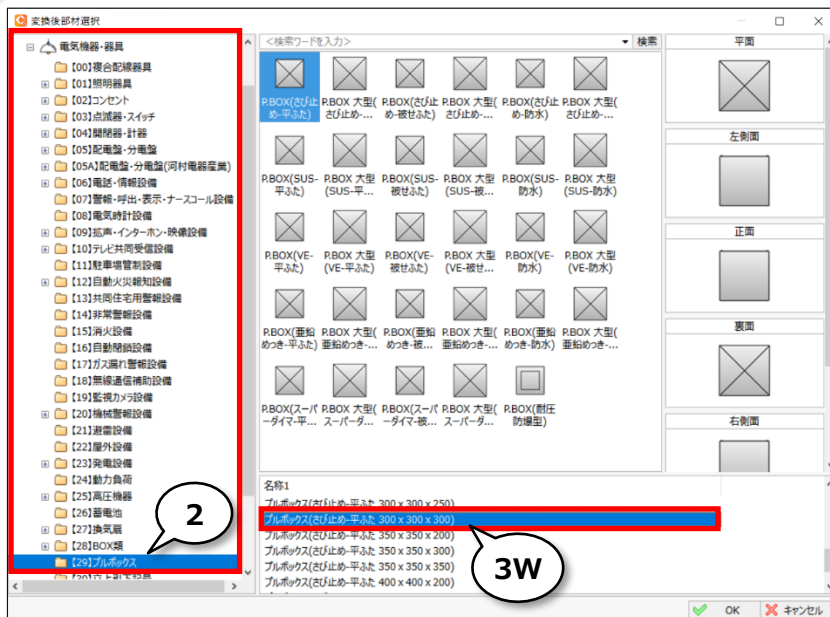 変換後部材選択
電気機器・器具
【00】複合配線器具
【01】照明器具
【02】コンセント
【03】点滅器・スイッチ
【04】開閉器・計器
【05】配電盤・分電盤
【05A】配電盤・分電盤(河村電器産業)
【06】電話・情報設備
【07】警報・呼出・表示・ナースコール設備
【08】電気時計設備
【09】拡声・インターホン・映像設備
【10】テレビ共同受信設備
【11】駐車場管制設備
【12】自動火災報知設備
【13】共同住宅用警報設備
【14】非常警報設備
【15】消火設備
【16】自動閉鎖設備
【17】ガス漏れ警報設備
【18】無線通信補助設備
【19】監視カメラ設備
【20】機械警報設備
【21】避雷設備
【22】屋外設備
【23】発電設備
【24】動力負荷
【25】高圧機器
【26】蓄電池
【27】換気扇
【28】BOX類
【29】プルボックス
2
<検索ワードを入力>
検索
P.BOX(さび止め-平ふた)
P.BOX 大型(さび止め-...
P.BOX(さび止め-被せふた)
P.BOX 大型(さび止め-...
P.BOX(さび止め-防水)
P.BOX 大型(さび止め-...
P.BOX(SUS-平ふた)
P.BOX 大型(SUS-平...
P.BOX(SUS-被せふた)
P.BOX 大型(SUS-被...
P.BOX(SUS-防水)
P.BOX 大型(SUS-防水)
P.BOX(VE-平ふた)
P.BOX 大型(VE-平ふた)
P.BOX(VE-被せふた)
P.BOX 大型(VE-被せ...
P.BOX(VE-防水)
P.BOX 大型(VE-防水)
P.BOX(亜鉛めつき-平ふた)
P.BOX 大型(亜鉛めつき-...
P.BOX(亜鉛めつき-被...
P.BOX 大型(亜鉛めつき-...
P.BOX(亜鉛めつき-防水)
P.BOX 大型(亜鉛めつき-...
P.BOX(スーパーダイマ-平...
P.BOX 大型(スーパーダ...
P.BOX(スーパーダイマ-被...
P.BOX 大型(スーパーダ...
P.BOX(耐圧防爆型)
平面
左側面
正面
裏面
右側面
名称1
プルボックス(さび止め-平ふた 300 x 300 x 250)
プルボックス(さび止め-平ふた 300 x 300 x 300)
プルボックス(さび止め-平ふた 350 x 350 x 200)
プルボックス(さび止め-平ふた 350 x 350 x 300)
プルボックス(さび止め-平ふた 350 x 350 x 350)
プルボックス(さび止め-平ふた 400 x 400 x 200)
3W
OK
キャンセル